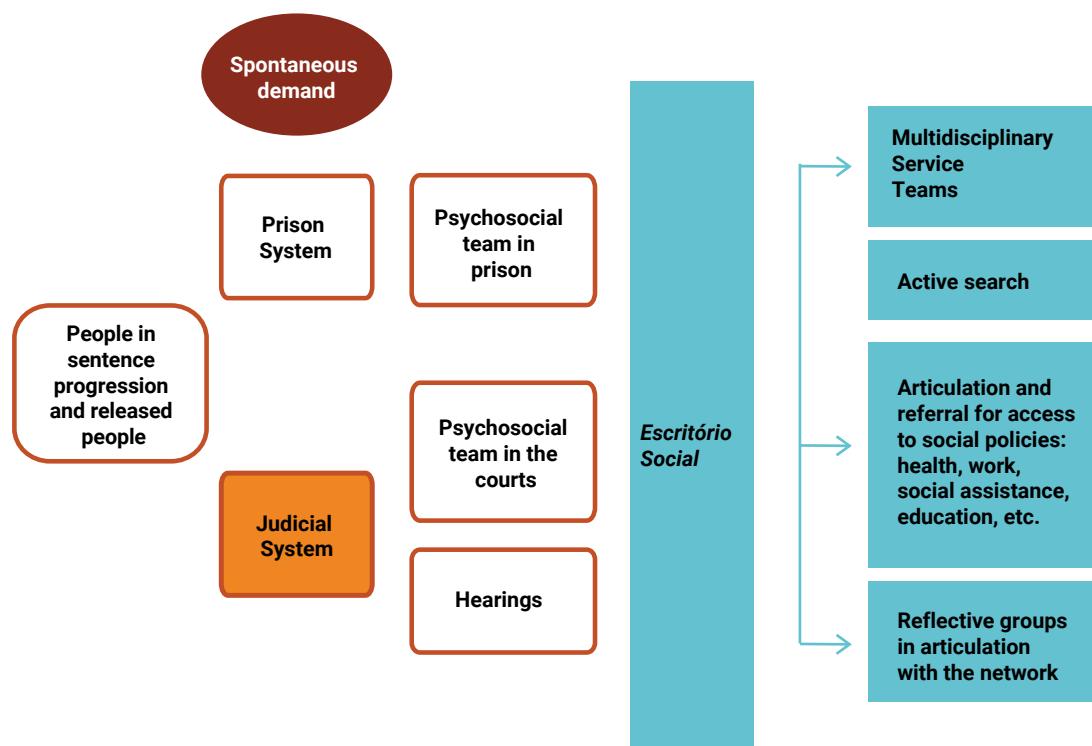 Spontaneous
demand
Prison
System
Psychosocial
team in
prison
People in
sentence
progression
and released
people
Psychosocial
team in the
courts
Judicial
System
Hearings
Escritório
Social
Multidisciplinary
Service
Teams
Active search
Articulation and
referral for access
to social policies:
health, work,
social assistance,
education, etc.
Reflective groups
in articulation
with the network